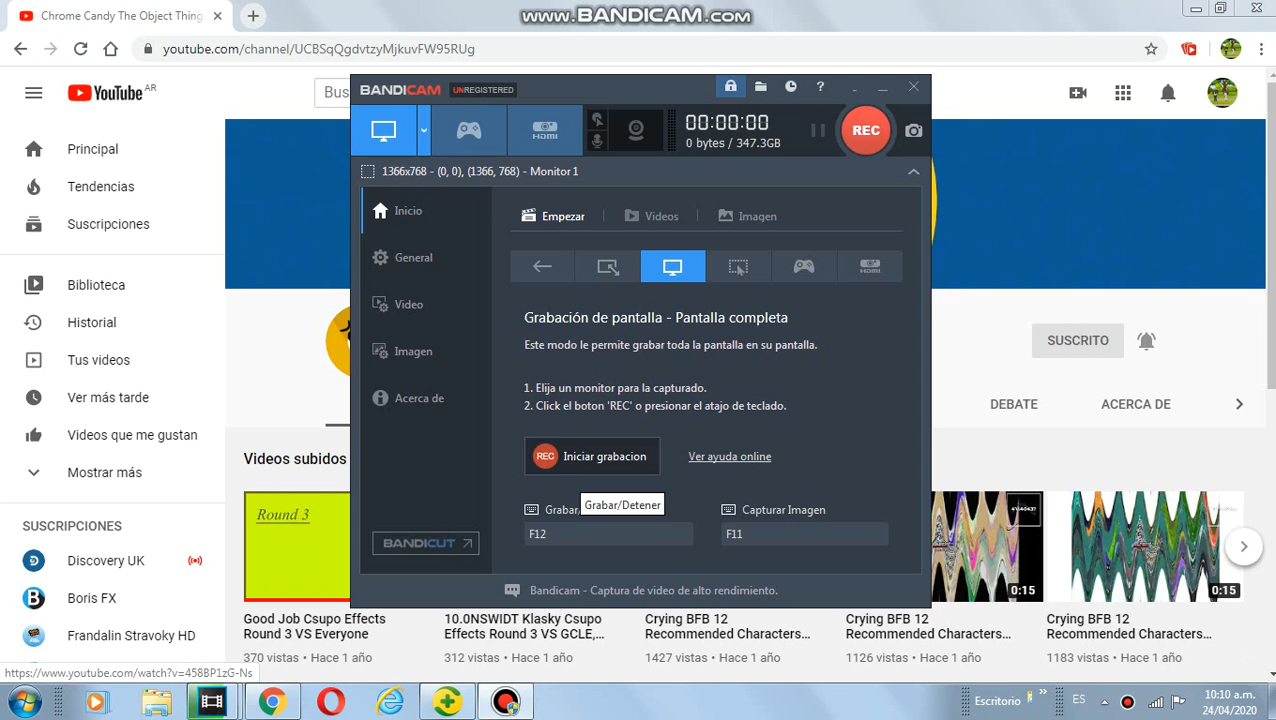 Chrome Candy The Object Thing
www.BANDICAM.com
youtube.com/channel/UCBSqQgdvtzyMjkuvFW95RUg
YouTube AR
Bus
BANDICAM UNREGISTERED
HDMI
00:00:00
0 bytes / 347.3GB
REC
1366x768 - (0, 0), (1366, 768) - Monitor 1
Principal
Tendencias
Suscripciones
Biblioteca
Historial
Tus videos
Ver más tarde
Videos que me gustan
Mostrar más
SUSCRIPCIONES
Discovery UK
Boris FX
Frandalin Stravoky HD
Inicio
General
Video
Imagen
Acerca de
BANDICUT
Empezar
Videos
Imagen
HDMI
Grabación de pantalla - Pantalla completa
Este modo le permite grabar toda la pantalla en su pantalla.
1. Elija un monitor para la capturado.
2. Click el boton 'REC' o presionar el atajo de teclado.
REC Iniciar grabacion
Ver ayuda online
Grabar/Detener
Grabar/
Capturar Imagen
F12
F11
Bandicam - Captura de video de alto rendimiento.
SUSCRITO
DEBATE
ACERCA DE
Videos subidos
Round 3
0:15
0:15
Good Job Csupo Effects
Round 3 VS Everyone
370 vistas • Hace 1 año
10.0NSWIDT Klasky Csupo
Effects Round 3 VS GCLE,...
312 vistas • Hace 1 año
Crying BFB 12
Recommended Characters...
1427 vistas • Hace 1 año
Crying BFB 12
Recommended Characters...
1126 vistas • Hace 1 año
Crying BFB 12
Recommended Characters...
1183 vistas • Hace 1 año
https://www.youtube.com/watch?v=458BP1zG-Ns
Escritorio
ES
10:10 a.m.
24/04/2020